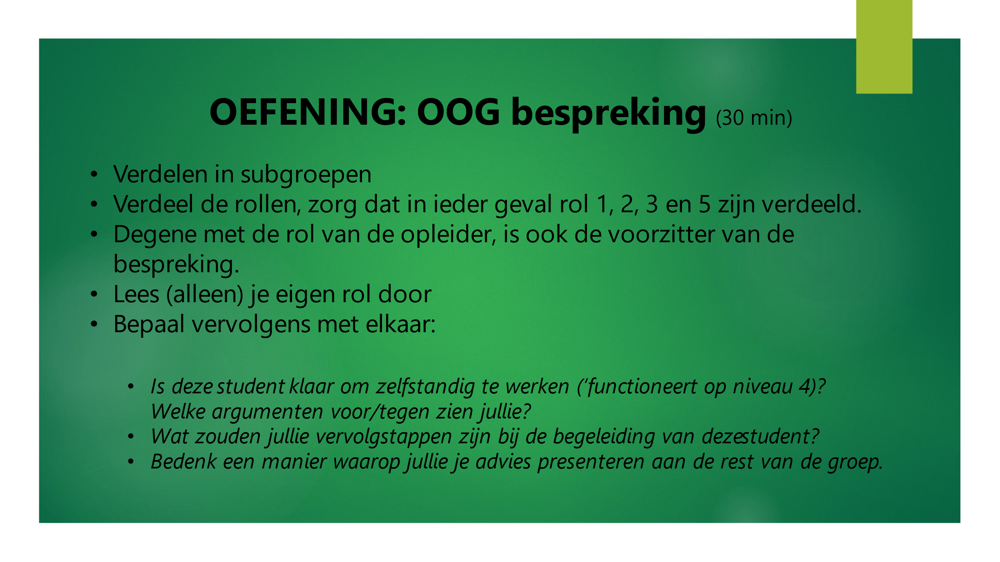 OEFENING: OOG bespreking (30 min)
• Verdelen in subgroepen
• Verdeel de rollen, zorg dat in ieder geval rol 1, 2, 3 en 5 zijn verdeeld.
• Degene met de rol van de opleider, is ook de voorzitter van de
bespreking.
• Lees (alleen) je eigen rol door
• Bepaal vervolgens met elkaar:
• Is deze student klaar om zelfstandig te werken (‘functioneert op niveau 4)?
Welke argumenten voor/tegen zien jullie?
• Wat zouden jullie vervolgstappen zijn bij de begeleiding van deze student?
• Bedenk een manier waarop jullie je advies presenteren aan de rest van de groep.